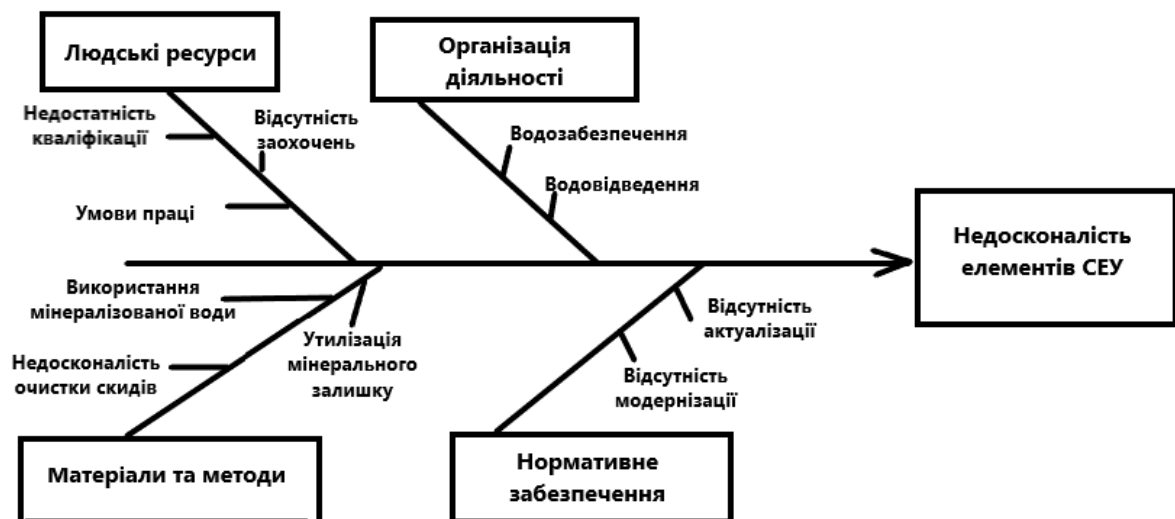 Людські ресурси
Організація
діяльності
Недостатність
кваліфікації
Відсутність
заохочень
Умови праці
Водозабезпечення
Водовідведення
Недосконалість
елементів СЕУ
Використання
мінералізованої води
Недосконалість
очистки скидів
Утилізація
мінерального
залишку
Відсутність
актуалізації
Відсутність
модернізації
Матеріали та методи
Нормативне
забезпечення